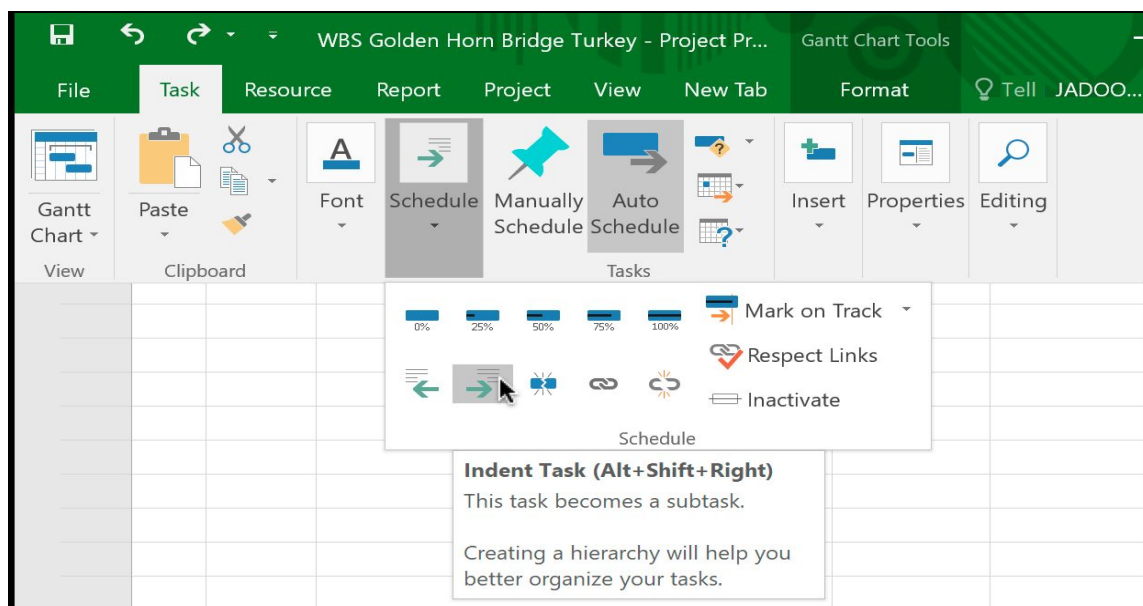 WBS Golden Horn Bridge Turkey - Project Pr...
Gantt Chart Tools
File
Task
Resource
Report
Project
View
New Tab
Format
Tell
JADOO...
Gantt
Chart
Paste
Font
Schedule
Manually
Schedule
Auto
Schedule
Insert
Properties
Editing
View
Clipboard
Tasks
0%
25%
50%
75%
100%
Mark on Track
Respect Links
Inactivate
Schedule
Indent Task (Alt+Shift+Right)
This task becomes a subtask.
Creating a hierarchy will help you
better organize your tasks.